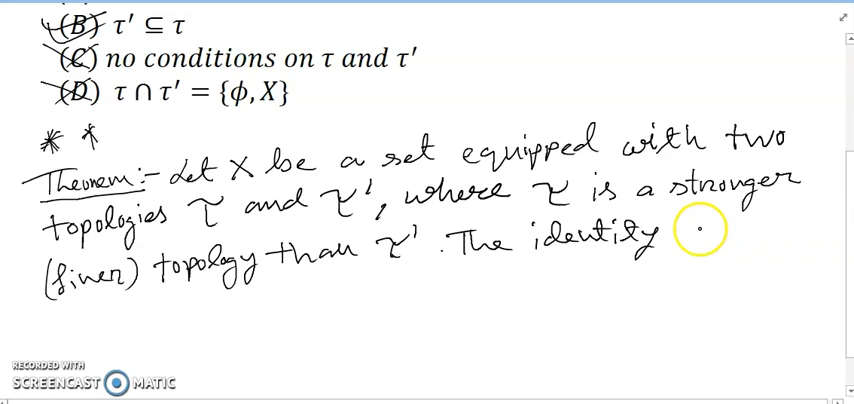 (B) τ′ ⊆ τ
(C) no conditions on τ and τ′
(D) τ ∩ τ′ = {ϕ, X}
* *
Theorem:- Let X be a set equipped with two
topologies τ and τ′, where τ is a stronger
(finer) topology than τ′. The identity
RECORDED WITH
SCREENCAST MATIC